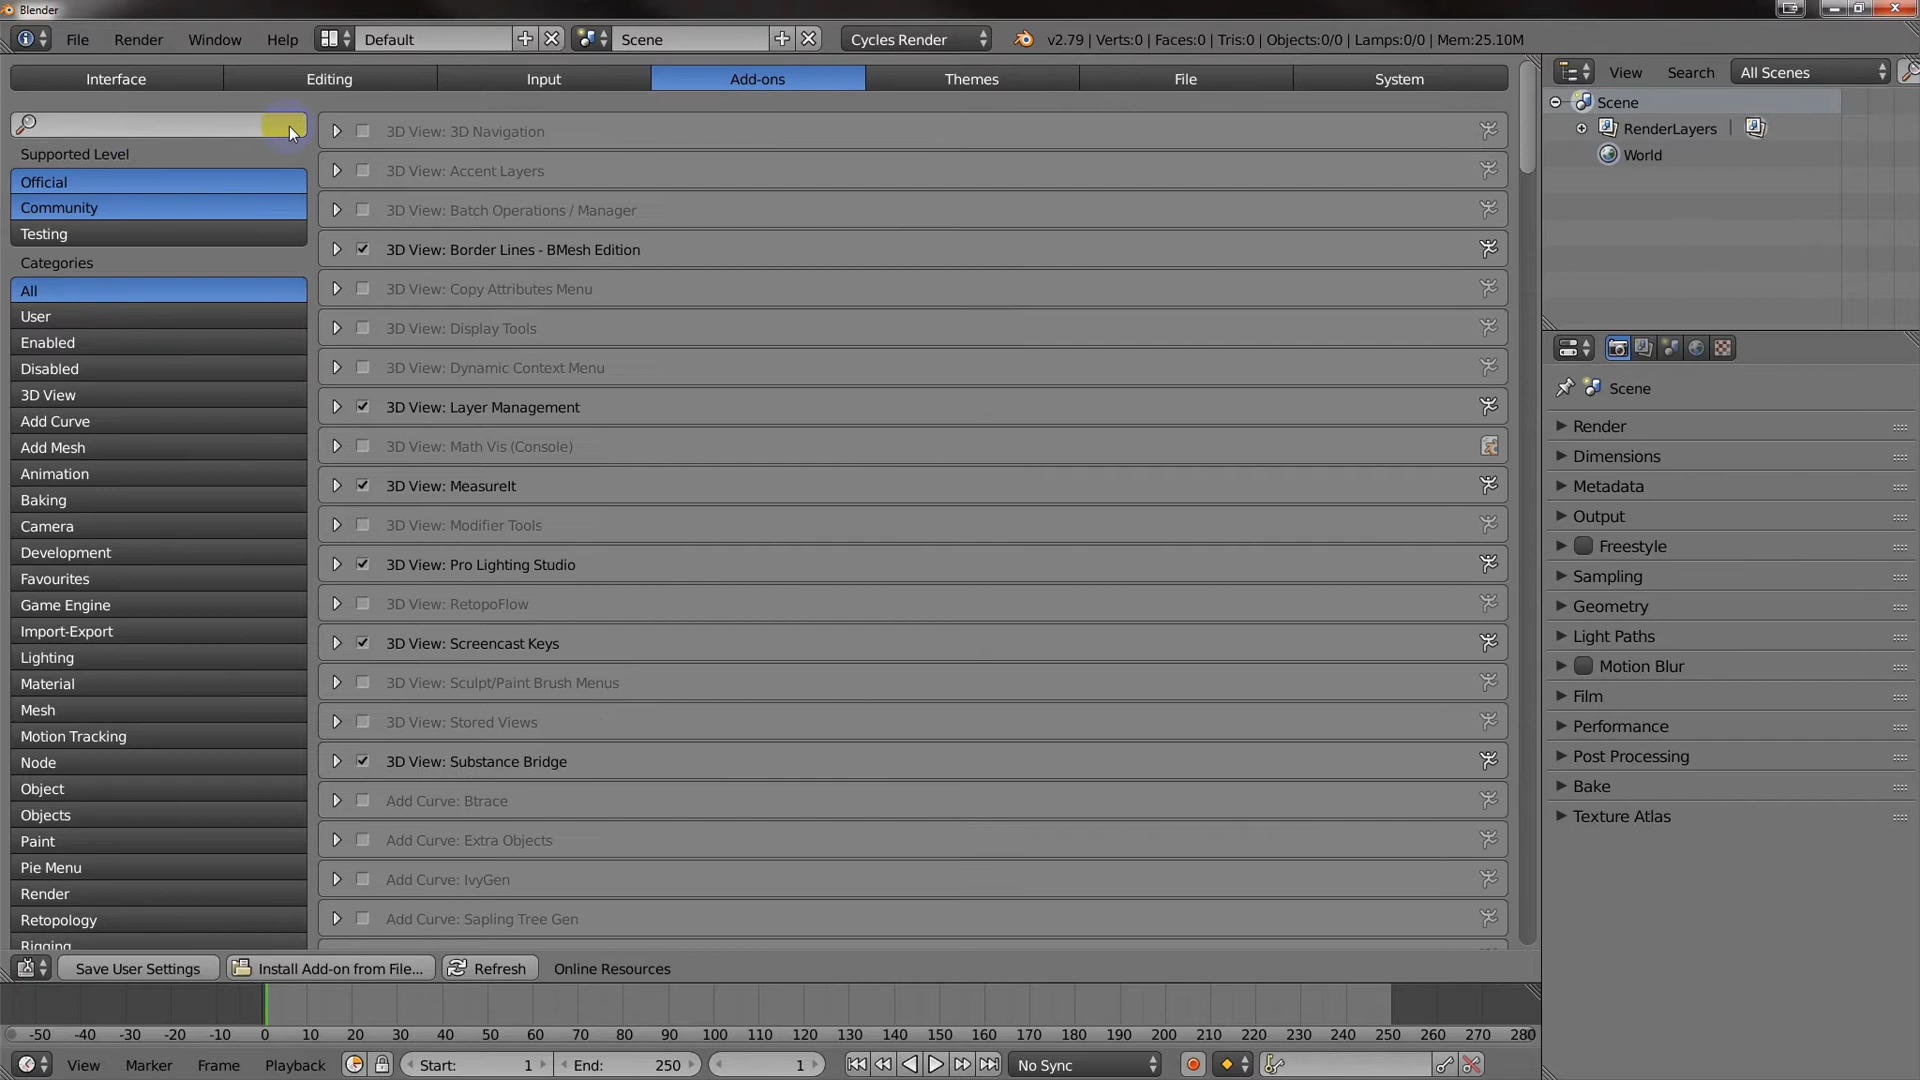 Blender
File Render Window Help Default Scene Cycles Render v2.79 | Verts:0 | Faces:0 | Tris:0 | Objects:0/0 | Lamps:0/0 | Mem:25.10M
Interface Editing Input Add-ons Themes File System
View Search All Scenes
Scene
RenderLayers
World
Supported Level
Official
Community
Testing
Categories
All
User
Enabled
Disabled
3D View
Add Curve
Add Mesh
Animation
Baking
Camera
Development
Favourites
Game Engine
Import-Export
Lighting
Material
Mesh
Motion Tracking
Node
Object
Objects
Paint
Pie Menu
Render
Retopology
Rigging
3D View: 3D Navigation
3D View: Accent Layers
3D View: Batch Operations / Manager
3D View: Border Lines - BMesh Edition
3D View: Copy Attributes Menu
3D View: Display Tools
3D View: Dynamic Context Menu
3D View: Layer Management
3D View: Math Vis (Console)
3D View: MeasureIt
3D View: Modifier Tools
3D View: Pro Lighting Studio
3D View: RetopoFlow
3D View: Screencast Keys
3D View: Sculpt/Paint Brush Menus
3D View: Stored Views
3D View: Substance Bridge
Add Curve: Btrace
Add Curve: Extra Objects
Add Curve: IvyGen
Add Curve: Sapling Tree Gen
Scene
Render
Dimensions
Metadata
Output
Freestyle
Sampling
Geometry
Light Paths
Motion Blur
Film
Performance
Post Processing
Bake
Texture Atlas
Save User Settings Install Add-on from File... Refresh Online Resources
-50 -40 -30 -20 -10 0 10 20 30 40 50 60 70 80 90 100 110 120 130 140 150 160 170 180 190 200 210 220 230 240 250 260 270 280
View Marker Frame Playback Start: 1 End: 250 1 No Sync